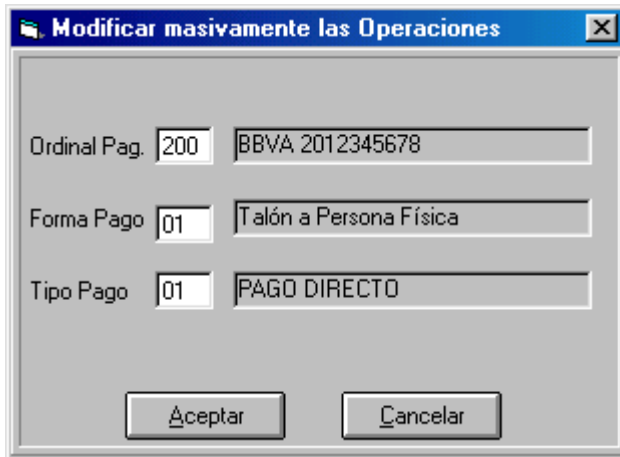 Modificar masivamente las Operaciones
Ordinal Pag. 200 BBVA 2012345678
Forma Pago 01 Talón a Persona Física
Tipo Pago 01 PAGO DIRECTO
Aceptar Cancelar